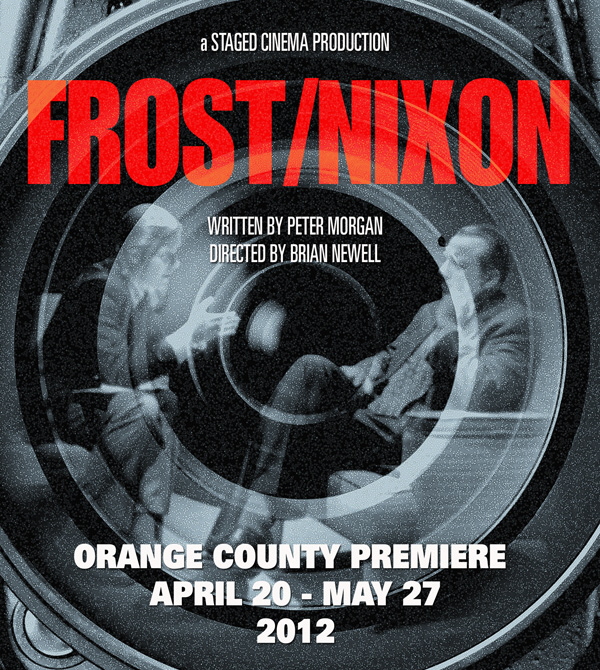 a STAGED CINEMA PRODUCTION
FROST/NIXON
WRITTEN BY PETER MORGAN
DIRECTED BY BRIAN NEWELL
ORANGE COUNTY PREMIERE
APRIL 20 - MAY 27
2012